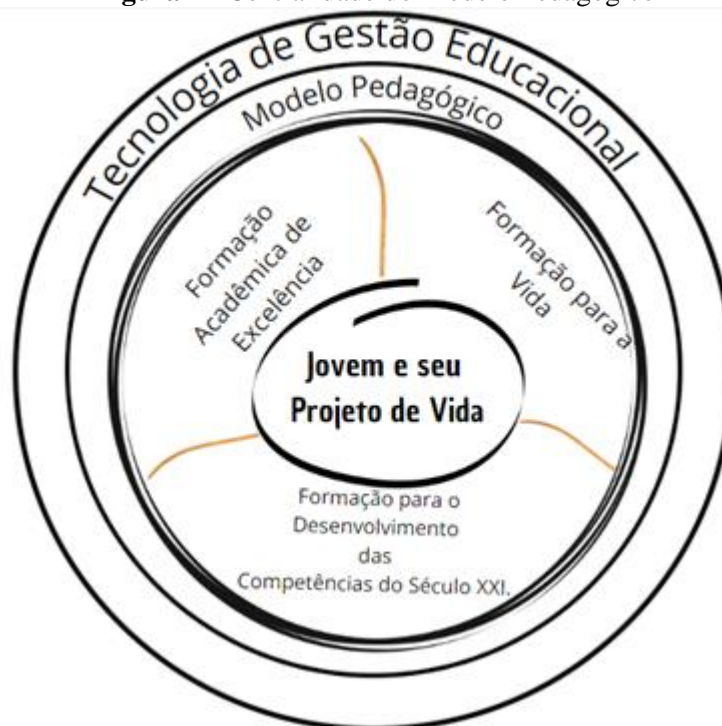 Tecnologia de Gestão Educacional
Modelo Pedagógico
Formação
Acadêmica de
Excelência
Formação para a
Vida
Jovem e seu
Projeto de Vida
Formação para o
Desenvolvimento
das
Competências do Século XXI.